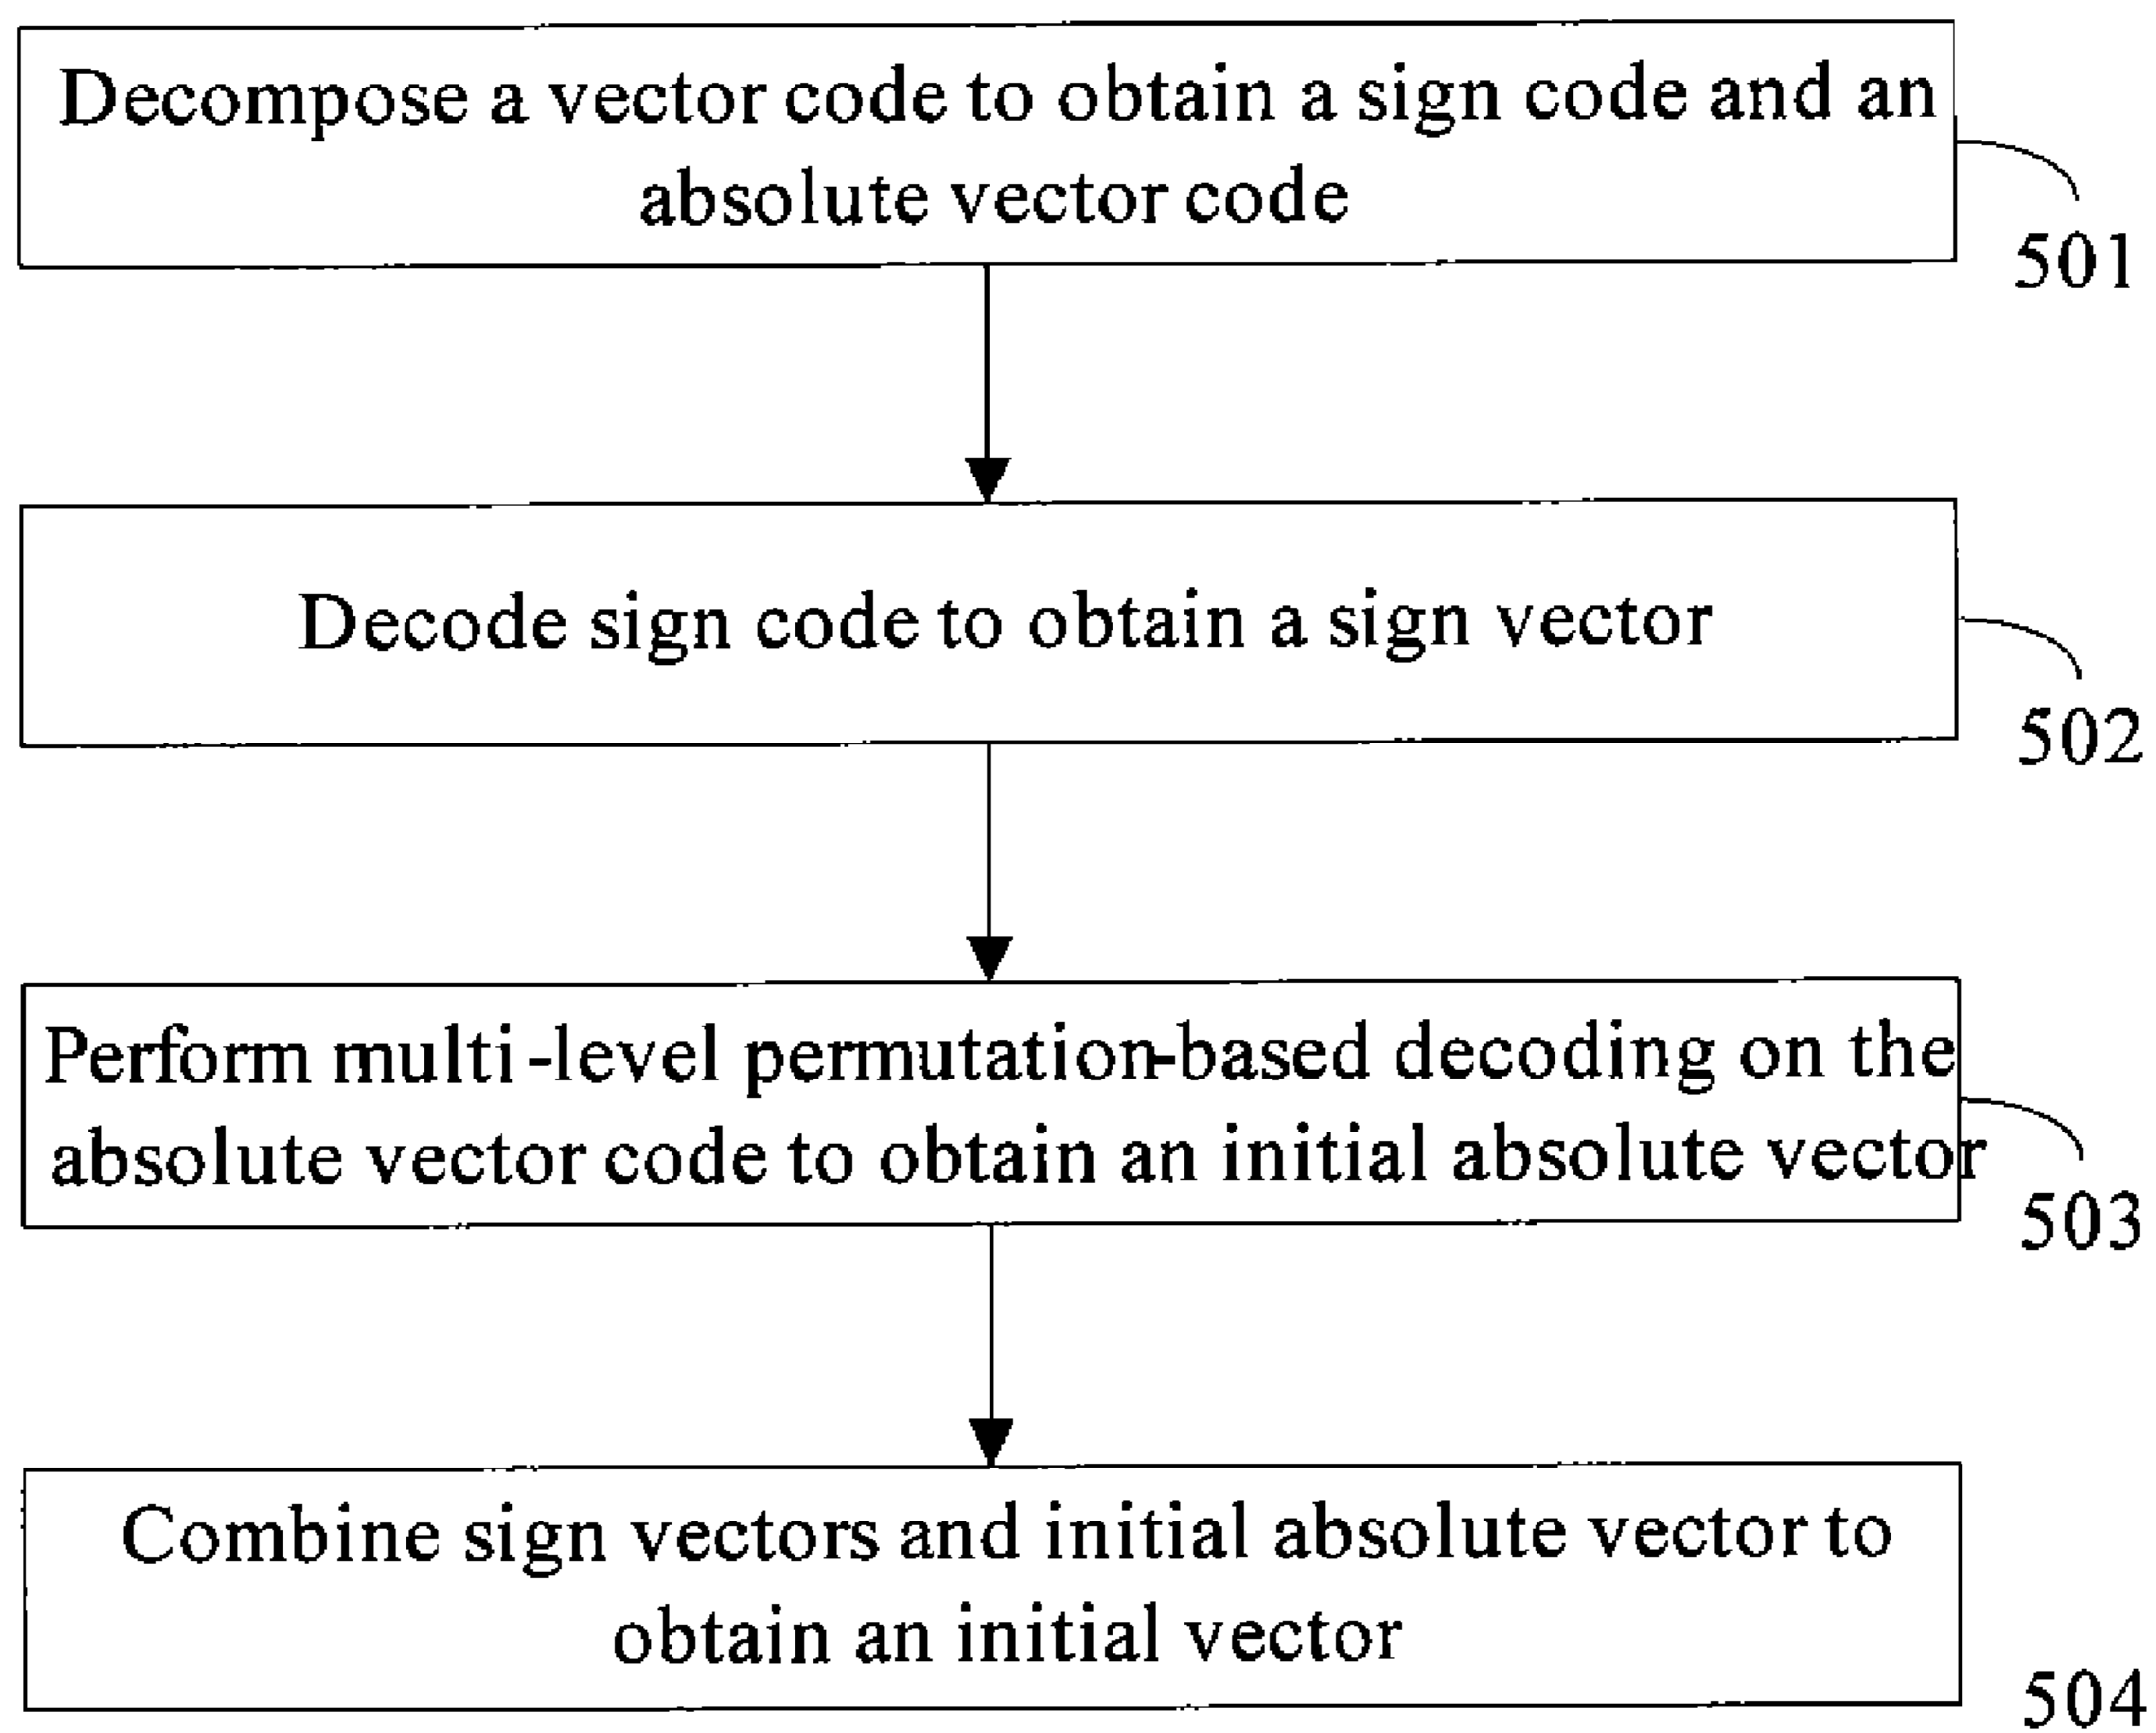 Decompose a vector code to obtain a sign code and an
absolute vector code
501
Decode sign code to obtain a sign vector
502
Perform multi-level permutation-based decoding on the
absolute vector code to obtain an initial absolute vector
503
Combine sign vectors and initial absolute vector to
obtain an initial vector
504